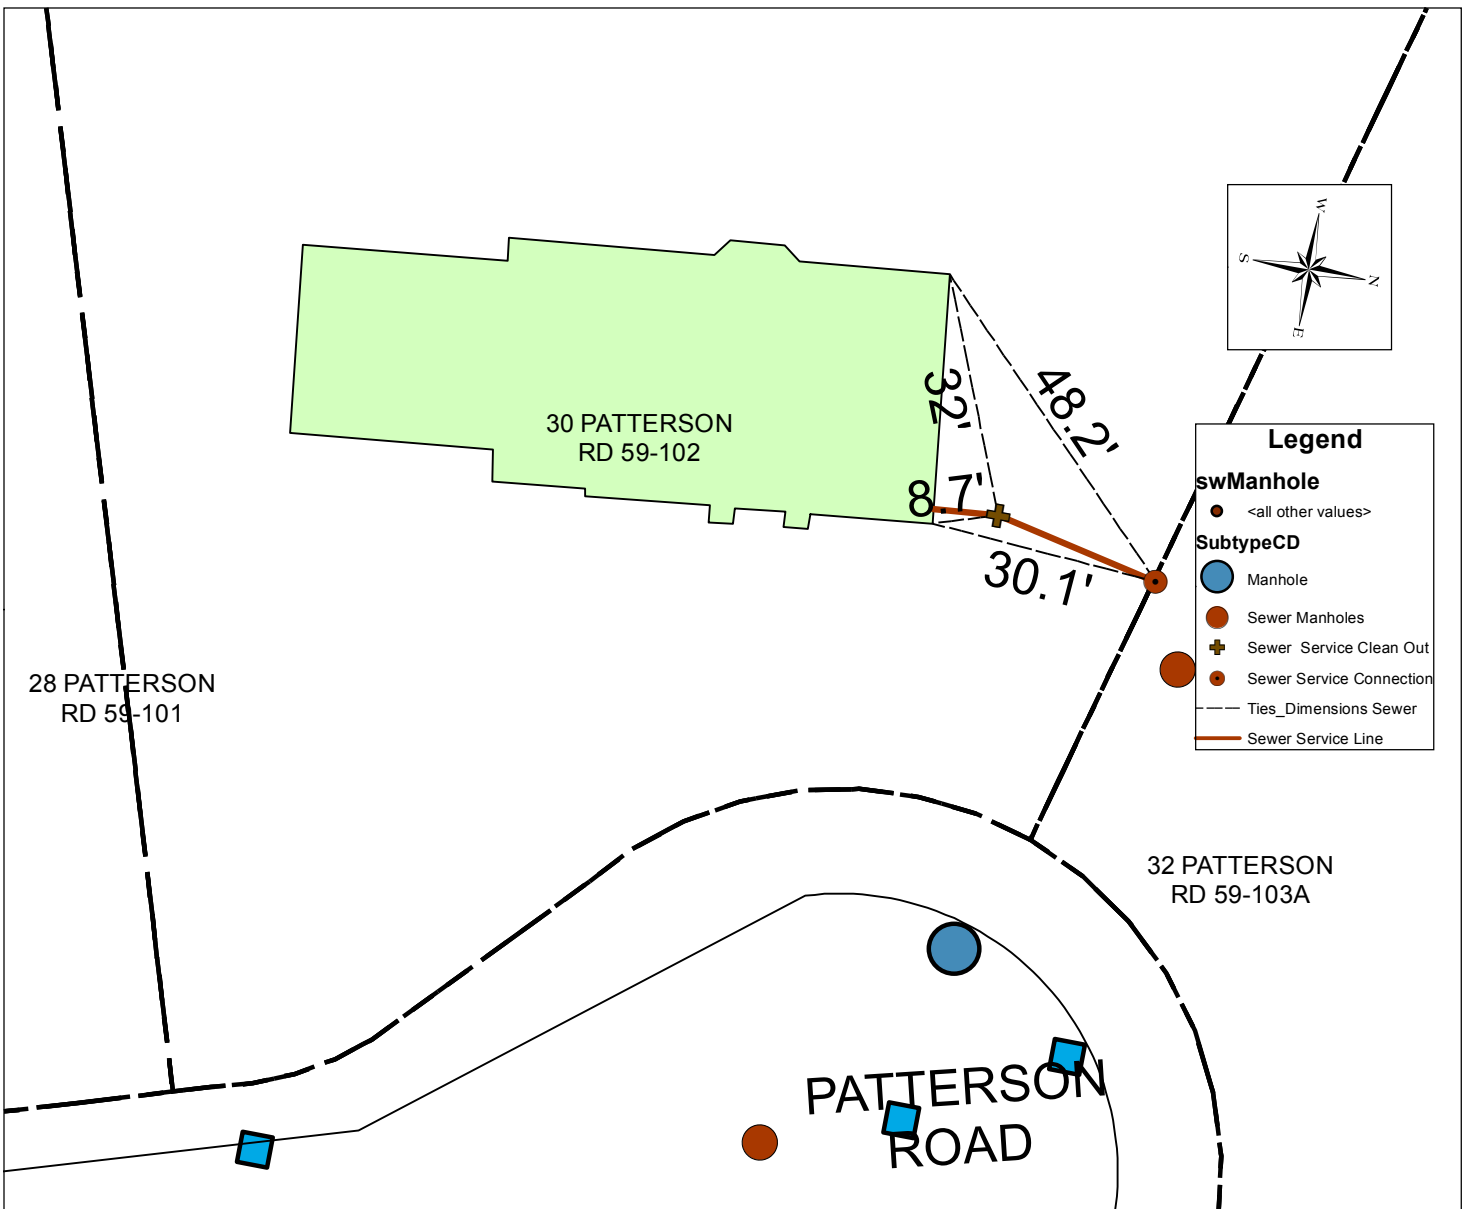 W
S
N
E
32'
48.2'
30 PATTERSON
RD 59-102
8.7'
30.1'
Legend
swManhole
<all other values>
SubtypeCD
Manhole
Sewer Manholes
Sewer  Service Clean Out
Sewer Service Connection
Ties_Dimensions Sewer
Sewer Service Line
28 PATTERSON
RD 59-101
32 PATTERSON
RD 59-103A
PATTERSON
ROAD